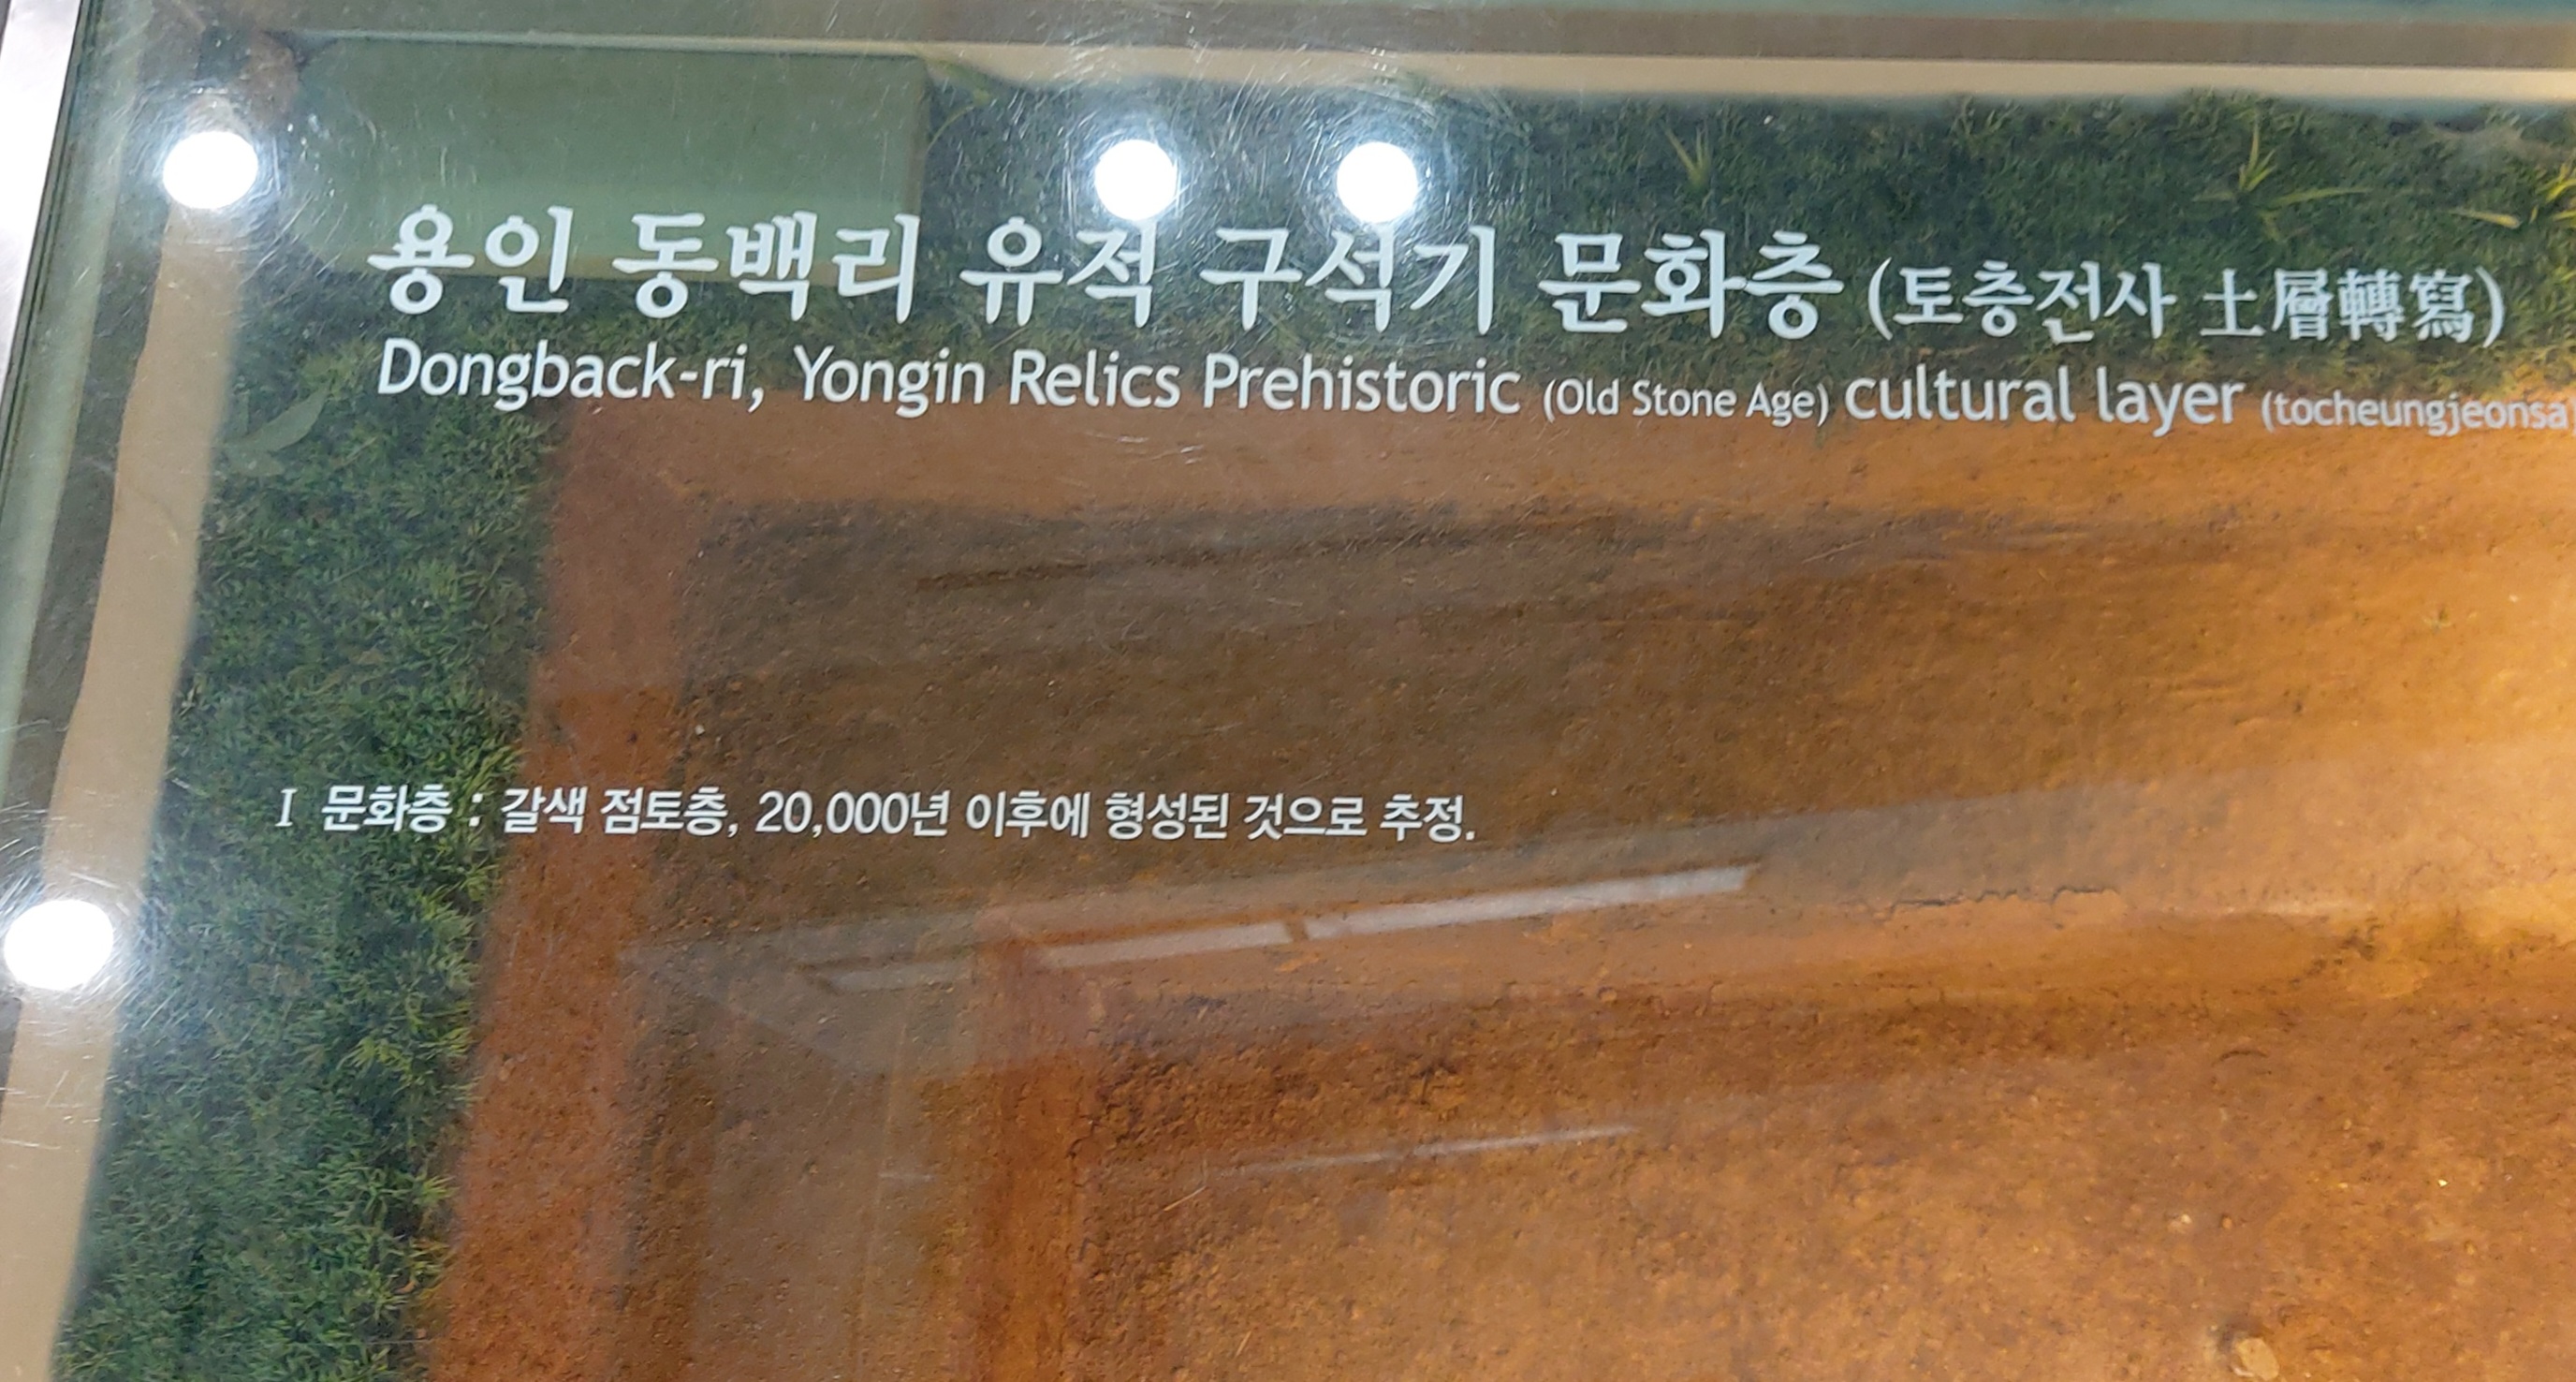 용인 동백리 유적 구석기 문화층 (토층전사 土層轉寫)
Dongback-ri, Yongin Relics Prehistoric (Old Stone Age) cultural layer (tocheungjeonsa)
I 문화층 : 갈색 점토층, 20,000년 이후에 형성된 것으로 추정.